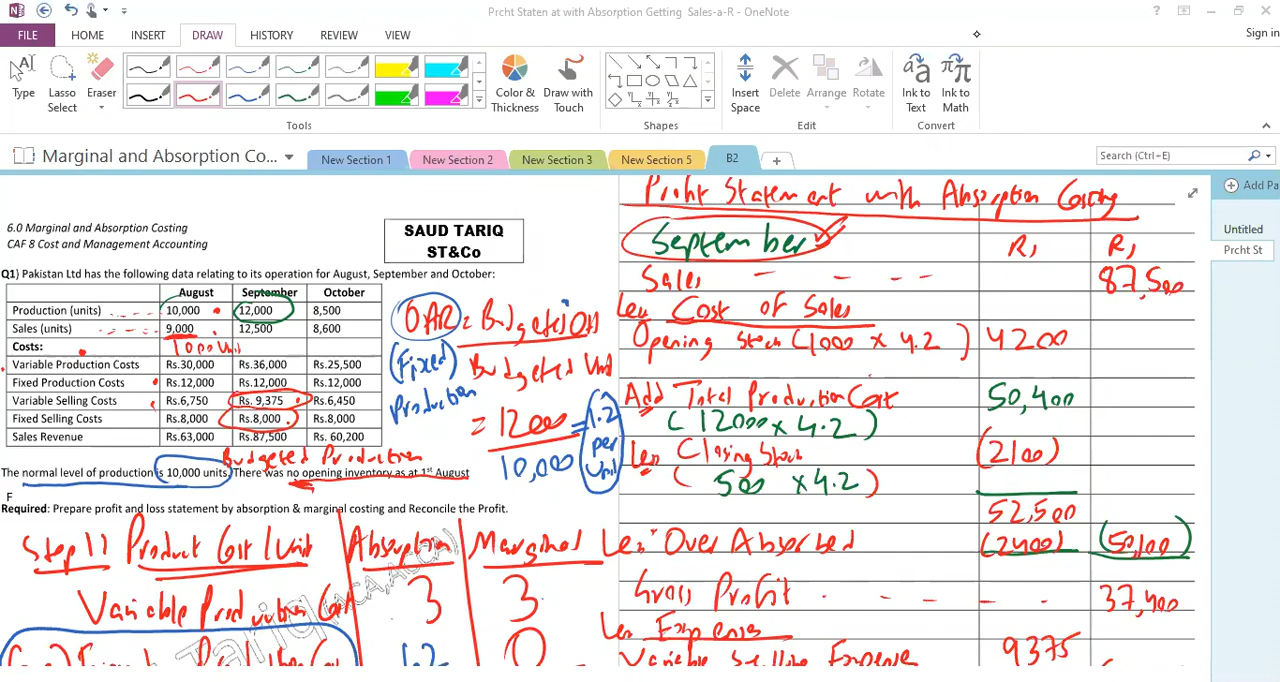 Prcht Staten at with Absorption Getting Sales-a-R - OneNote
FILE HOME INSERT DRAW HISTORY REVIEW VIEW Sign in
Type Lasso Select Eraser Color & Thickness Draw with Touch Insert Space Delete Arrange Rotate Ink to Text Ink to Math
Tools Shapes Edit Convert
Marginal and Absorption Co... New Section 1 New Section 2 New Section 3 New Section 5 B2 Search (Ctrl+E)
Add Pa
Untitled
Prcht St
6.0 Marginal and Absorption Costing
CAF 8 Cost and Management Accounting
SAUD TARIQ
ST&Co
Q1) Pakistan Ltd has the following data relating to its operation for August, September and October:
August September October
Production (units) 10,000 12,000 8,500
Sales (units) 9,000 12,500 8,600
Costs:
Variable Production Costs Rs.30,000 Rs.36,000 Rs.25,500
Fixed Production Costs Rs.12,000 Rs.12,000 Rs.12,000
Variable Selling Costs Rs.6,750 Rs. 9,375 Rs.6,450
Fixed Selling Costs Rs.8,000 Rs.8,000 Rs.8,000
Sales Revenue Rs.63,000 Rs.87,500 Rs. 60,200
Budgeted Production
The normal level of production is 10,000 units. There was no opening inventory as at 1st August
F
Required: Prepare profit and loss statement by absorption & marginal costing and Reconcile the Profit.
OAR = Budgeted OH
Budgeted Unit
(Fixed)
Production
= 12000 = 1.2 per unit
10,000
Step 1) Product Cost / Unit Absorption Marginal
Variable Production Cost 3 3
1.2 0
Tariq (ACA, ACCA)
Profit Statement with Absorption Costing
September Rs Rs
Sales 87,500
Less Cost of Sales
Opening Stock (1000 x 4.2) 4200
Add Total Production Cost 50,400
(12000 x 4.2)
Less Closing Stock (2100)
(500 x 4.2)
52,500
Less: Over Absorbed (2400) (50,100)
Gross Profit 37,400
Less Expenses
Variable Selling Expense 9375